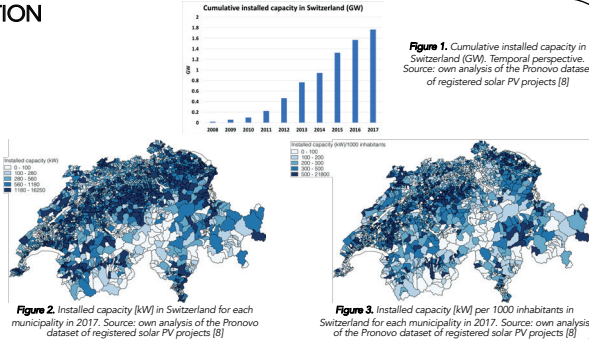 TION
Cumulative installed capacity in Switzerland (GW)
2
1.8
1.6
1.4
1.2
1
0.8
0.6
0.4
0.2
0
GW
2008 2009 2010 2011 2012 2013 2014 2015 2016 2017
Figure 1. Cumulative installed capacity in
Switzerland (GW). Temporal perspective.
Source: own analysis of the Pronovo datase
of registered solar PV projects [8]
Installed capacity (kW)
0 - 100
100 - 280
280 - 560
560 - 1180
1180 - 16250
Installed capacity (kW)/1000 inhabitants
0 - 100
100 - 200
200 - 300
300 - 500
500 - 21800
Figure 2. Installed capacity [kW] in Switzerland for each
municipality in 2017. Source: own analysis of the Pronovo
dataset of registered solar PV projects [8]
Figure 3. Installed capacity [kW] per 1000 inhabitants in
Switzerland for each municipality in 2017. Source: own analysis
of the Pronovo dataset of registered solar PV projects [8]